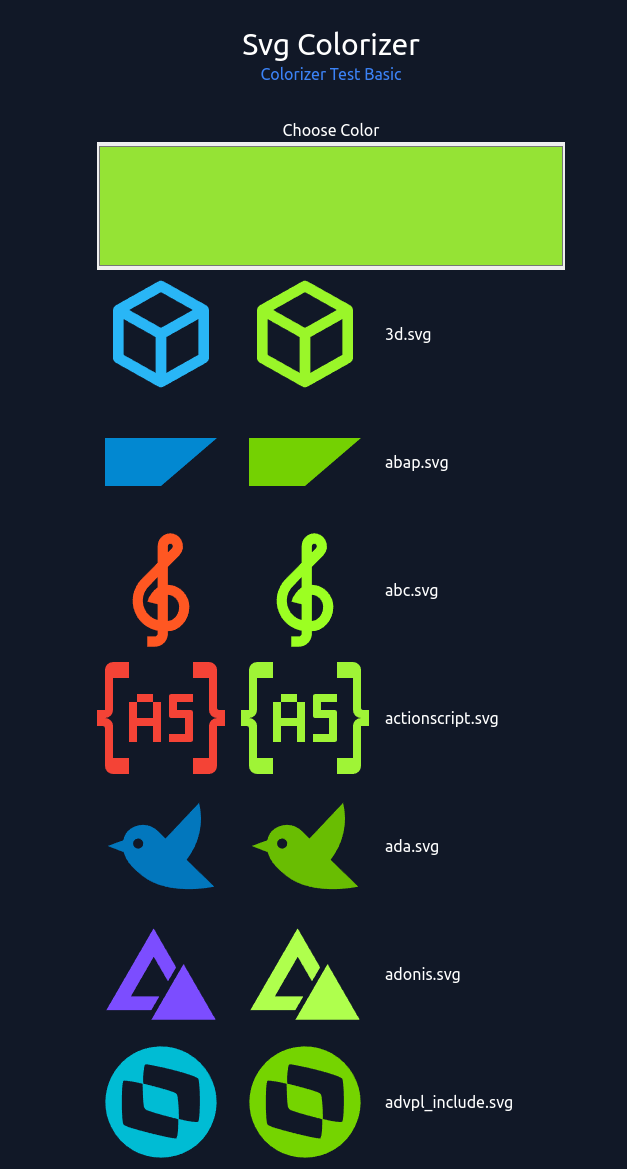 Svg Colorizer
Colorizer Test Basic
Choose Color
3d.svg
abap.svg
abc.svg
AS actionscript.svg
ada.svg
adonis.svg
advpl_include.svg